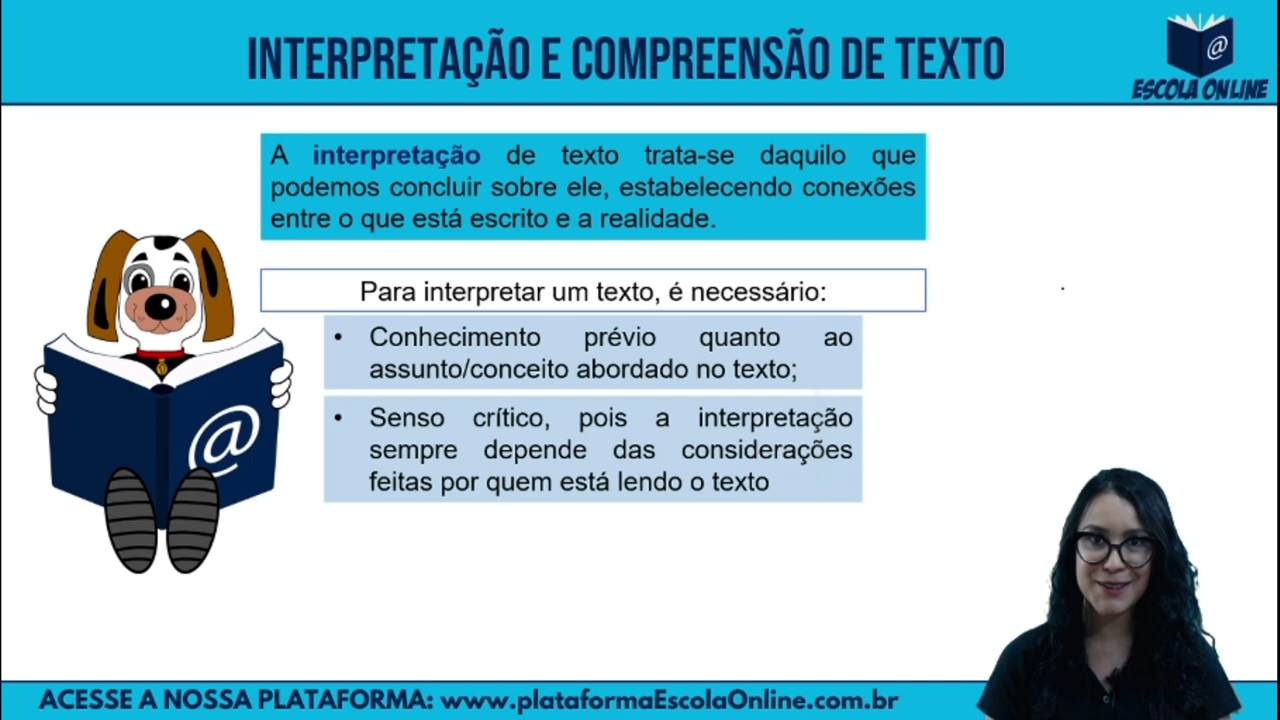 INTERPRETAÇÃO E COMPREENSÃO DE TEXTO
@
ESCOLA ONLINE
A interpretação de texto trata-se daquilo que
podemos concluir sobre ele, estabelecendo conexões
entre o que está escrito e a realidade.
Para interpretar um texto, é necessário:
• Conhecimento prévio quanto ao
assunto/conceito abordado no texto;
• Senso crítico, pois a interpretação
sempre depende das considerações
feitas por quem está lendo o texto
@
ACESSE A NOSSA PLATAFORMA: www.plataformaEscolaOnline.com.br